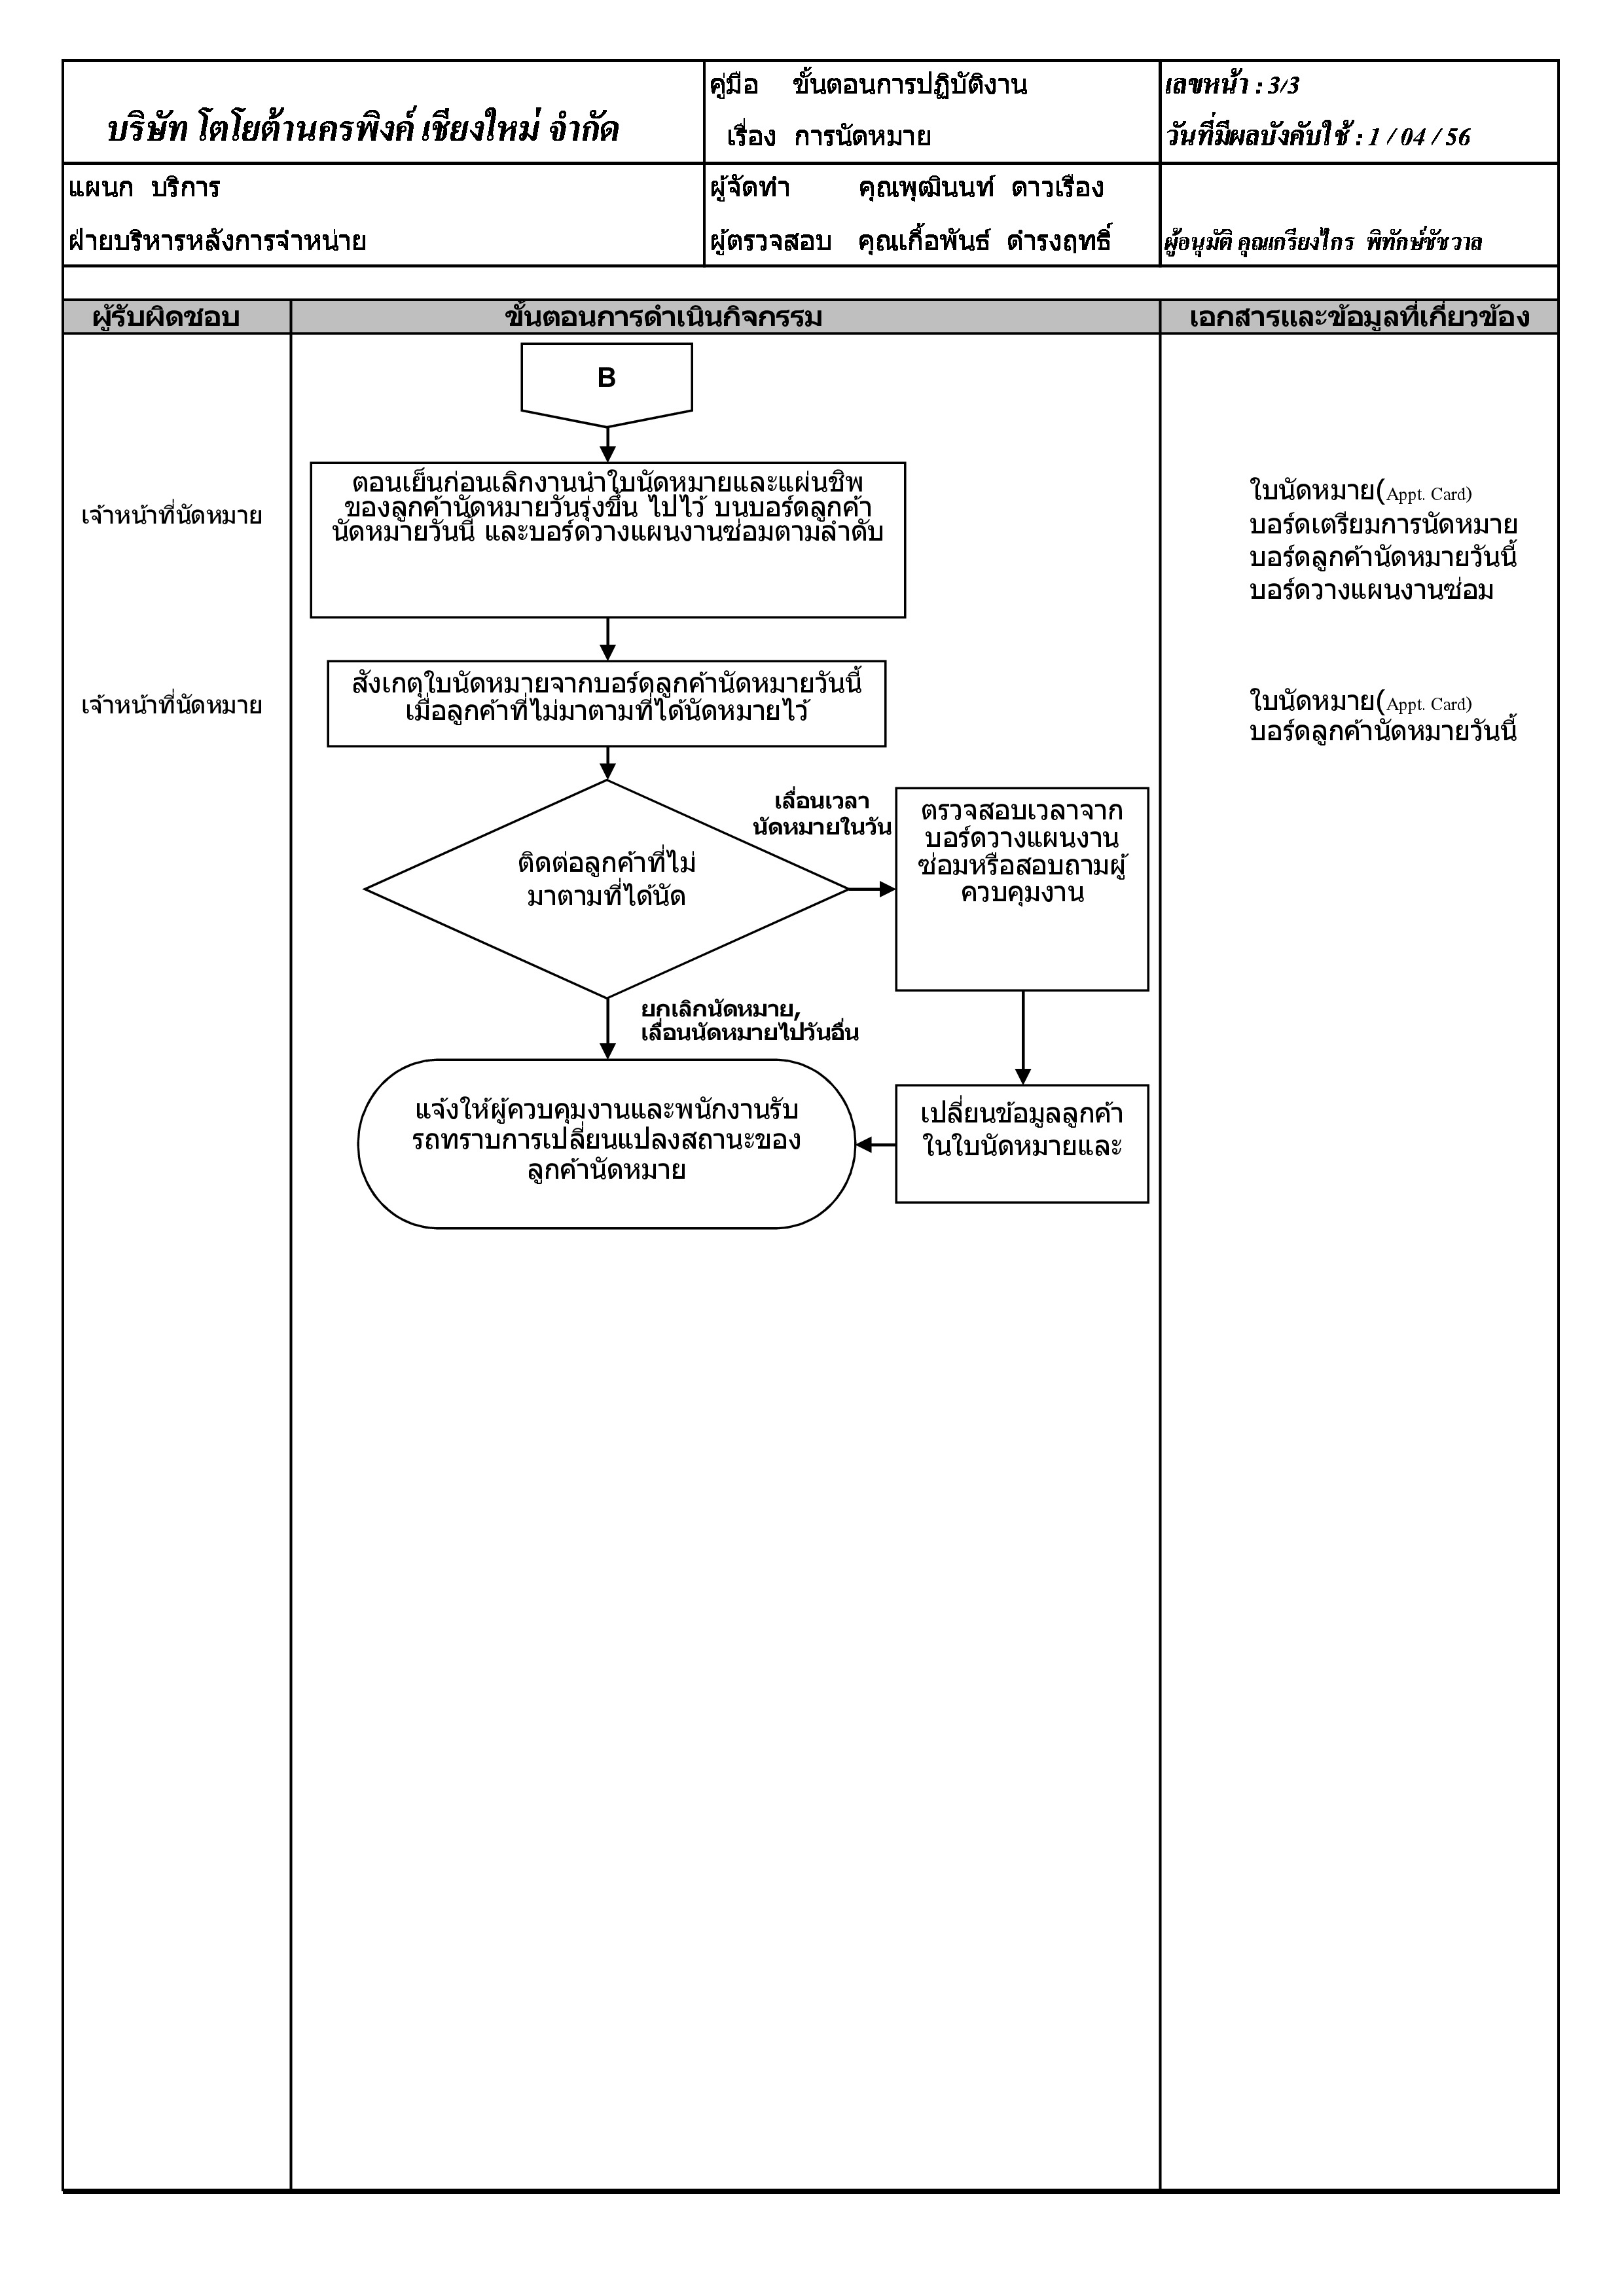 บริษัท โตโยต้านครพิงค์ เชียงใหม่ จำกัด
คู่มือ ขั้นตอนการปฏิบัติงาน
เรื่อง การนัดหมาย
เลขหน้า : 3/3
วันที่มีผลบังคับใช้ : 1 / 04 / 56
แผนก บริการ
ฝ่ายบริหารหลังการจำหน่าย
ผู้จัดทำ คุณพุฒินนท์ ดาวเรือง
ผู้ตรวจสอบ คุณเกื้อพันธ์ ดำรงฤทธิ์
ผู้อนุมัติ คุณเกรียงไกร พิทักษ์ชัชวาล
ผู้รับผิดชอบ
ขั้นตอนการดำเนินกิจกรรม
เอกสารและข้อมูลที่เกี่ยวข้อง
B
เจ้าหน้าที่นัดหมาย
ตอนเย็นก่อนเลิกงานนำใบนัดหมายและแผ่นชิพ
ของลูกค้านัดหมายวันรุ่งขึ้น ไปไว้ บนบอร์ดลูกค้า
นัดหมายวันนี้ และบอร์ดวางแผนงานซ่อมตามลำดับ
ใบนัดหมาย(Appt. Card)
บอร์ดเตรียมการนัดหมาย
บอร์ดลูกค้านัดหมายวันนี้
บอร์ดวางแผนงานซ่อม
เจ้าหน้าที่นัดหมาย
สังเกตุใบนัดหมายจากบอร์ดลูกค้านัดหมายวันนี้
เมื่อลูกค้าที่ไม่มาตามที่ได้นัดหมายไว้
ใบนัดหมาย(Appt. Card)
บอร์ดลูกค้านัดหมายวันนี้
ติดต่อลูกค้าที่ไม่
มาตามที่ได้นัด
เลื่อนเวลา
นัดหมายในวัน
ตรวจสอบเวลาจาก
บอร์ดวางแผนงาน
ซ่อมหรือสอบถามผู้
ควบคุมงาน
ยกเลิกนัดหมาย,
เลื่อนนัดหมายไปวันอื่น
แจ้งให้ผู้ควบคุมงานและพนักงานรับ
รถทราบการเปลี่ยนแปลงสถานะของ
ลูกค้านัดหมาย
เปลี่ยนข้อมูลลูกค้า
ในใบนัดหมายและ